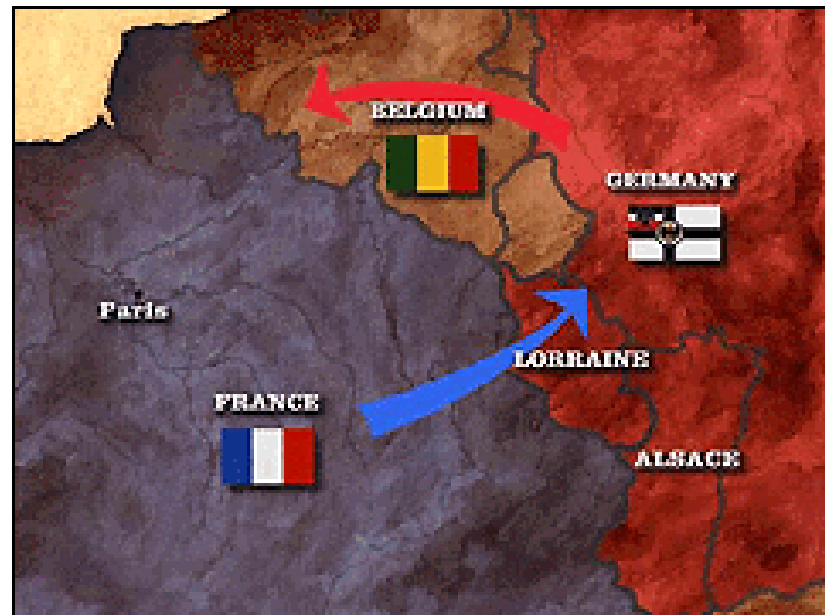 BELGIUM
GERMANY
Paris
LORRAINE
FRANCE
ALSACE